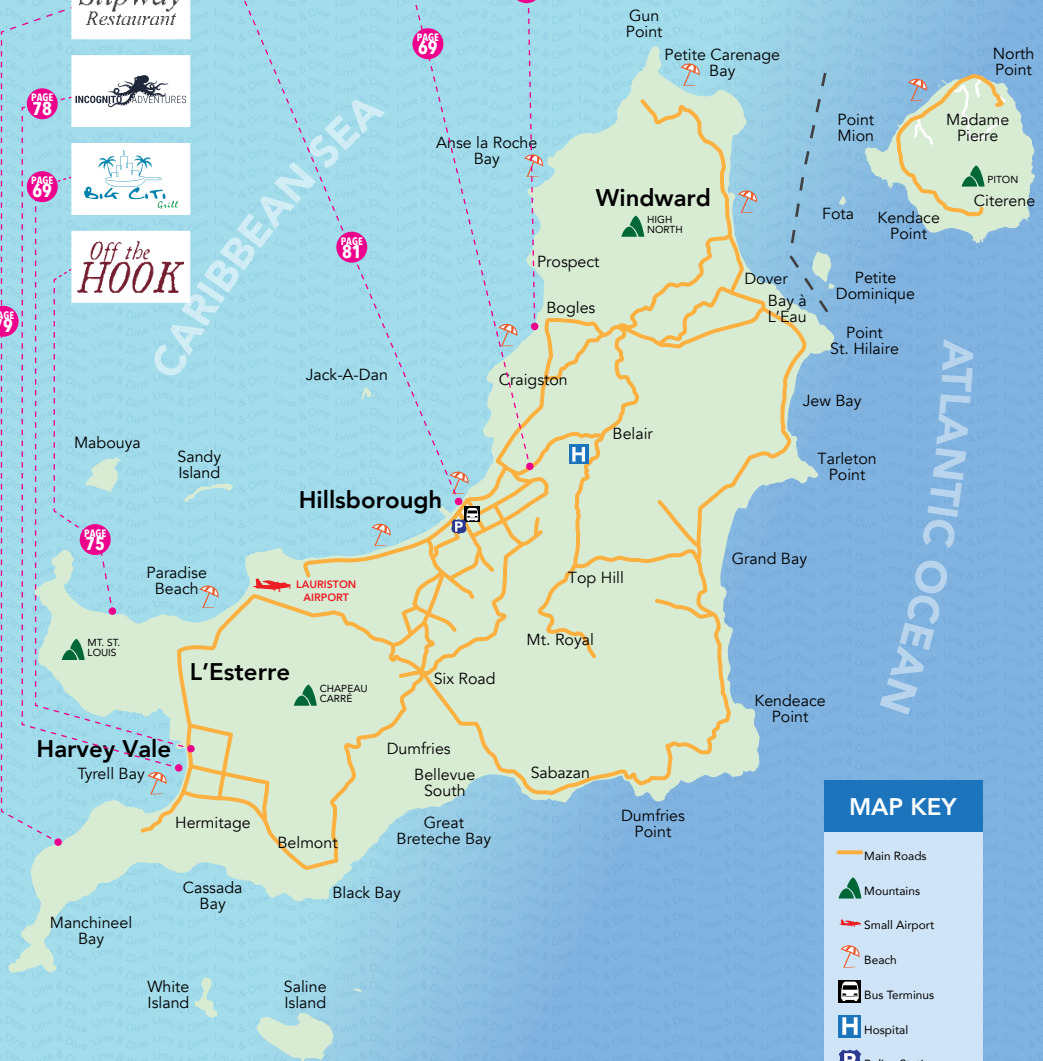 Slipway
Restaurant
PAGE
78
INCOGNITO ADVENTURES
PAGE
69
BIG CITI
Grill
Off the
HOOK
PAGE
69
PAGE
81
PAGE
75
CARIBBEAN SEA
ATLANTIC OCEAN
Gun
Point
Petite Carenage
Bay
North
Point
Point
Mion
Madame
Pierre
PITON
Citerene
Fota
Kendace
Point
Anse la Roche
Bay
Windward
HIGH
NORTH
Prospect
Dover
Petite
Dominique
Bay à
L'Eau
Bogles
Point
St. Hilaire
Jack-A-Dan
Craigston
Jew Bay
Belair
H
Mabouya
Sandy
Island
Tarleton
Point
Hillsborough
P
Grand Bay
Top Hill
Paradise
Beach
LAURISTON
AIRPORT
Mt. Royal
MT. ST.
LOUIS
L'Esterre
CHAPEAU
CARRÉ
Six Road
Kendeace
Point
Harvey Vale
Tyrell Bay
Dumfries
Bellevue
South
Sabazan
Hermitage
Great
Breteche Bay
Dumfries
Point
Belmont
Cassada
Bay
Black Bay
Manchineel
Bay
White
Island
Saline
Island
MAP KEY
Main Roads
Mountains
Small Airport
Beach
Bus Terminus
H Hospital